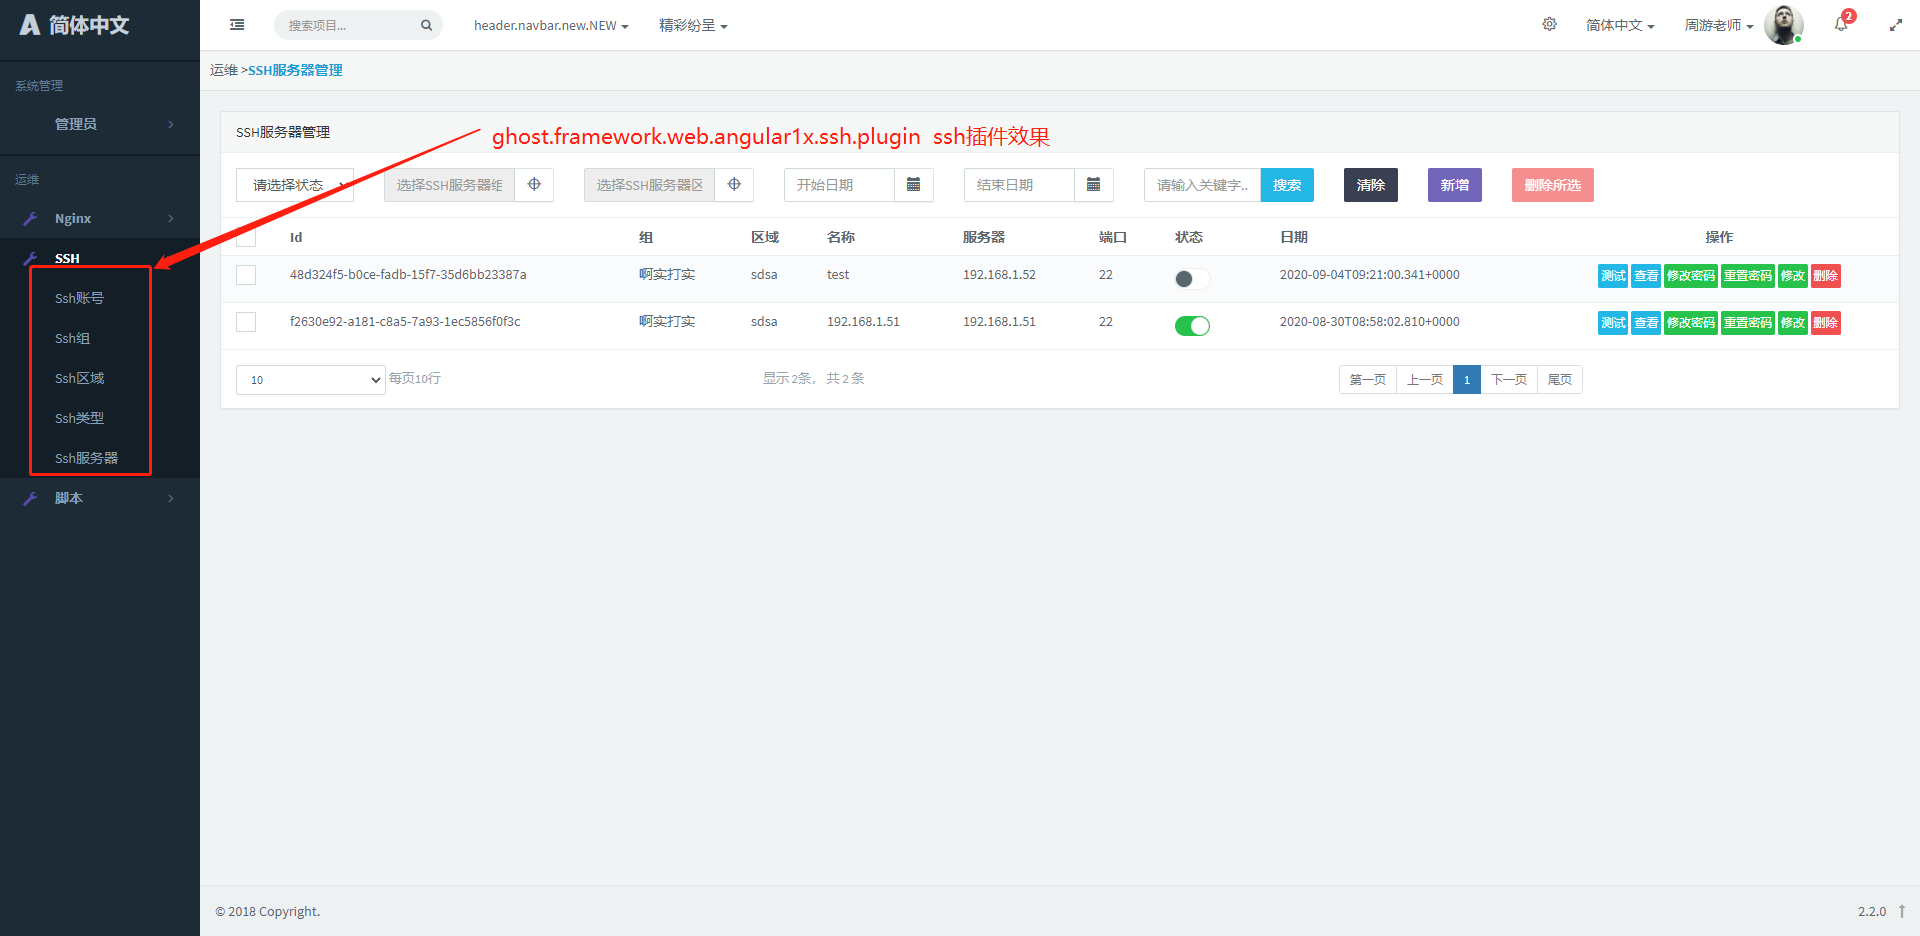 简体中文
搜索项目...
header.navbar.new.NEW
精彩纷呈
简体中文
周游老师
2
系统管理
管理员
运维
Nginx
SSH
Ssh账号
Ssh组
Ssh区域
Ssh类型
Ssh服务器
脚本
运维 >SSH服务器管理
SSH服务器管理
ghost.framework.web.angular1x.ssh.plugin ssh插件效果
请选择状态
选择SSH服务器组
选择SSH服务器区
开始日期
结束日期
请输入关键字..
搜索
清除
新增
删除所选
Id 组 区域 名称 服务器 端口 状态 日期 操作
48d324f5-b0ce-fadb-15f7-35d6bb23387a 啊实打实 sdsa test 192.168.1.52 22 2020-09-04T09:21:00.341+0000 测试 查看 修改密码 重置密码 修改 删除
f2630e92-a181-c8a5-7a93-1ec5856f0f3c 啊实打实 sdsa 192.168.1.51 192.168.1.51 22 2020-08-30T08:58:02.810+0000 测试 查看 修改密码 重置密码 修改 删除
10 每页10行 显示 2条， 共 2 条 第一页 上一页 1 下一页 尾页
© 2018 Copyright.
2.2.0